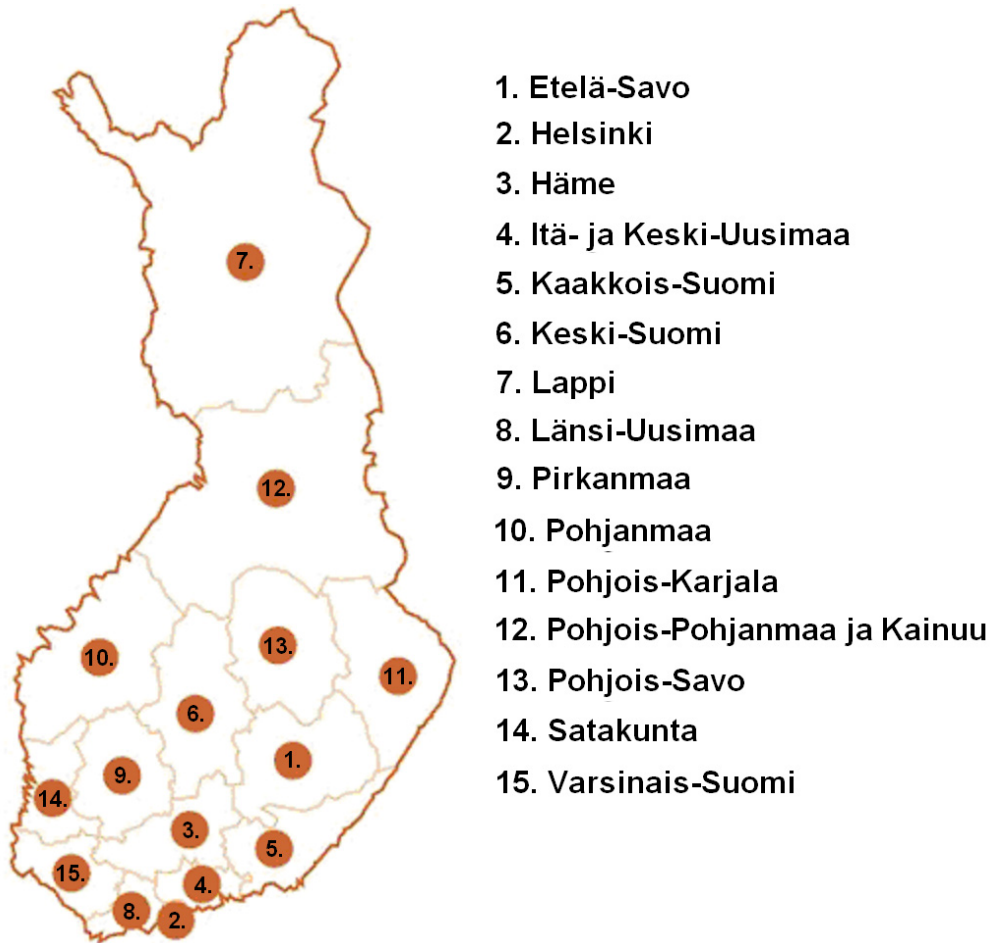 7.
12.
10.
13.
11.
6.
1.
9.
14.
3.
5.
15.
4.
8.
2.
1. Etelä-Savo
2. Helsinki
3. Häme
4. Itä- ja Keski-Uusimaa
5. Kaakkois-Suomi
6. Keski-Suomi
7. Lappi
8. Länsi-Uusimaa
9. Pirkanmaa
10. Pohjanmaa
11. Pohjois-Karjala
12. Pohjois-Pohjanmaa ja Kainuu
13. Pohjois-Savo
14. Satakunta
15. Varsinais-Suomi